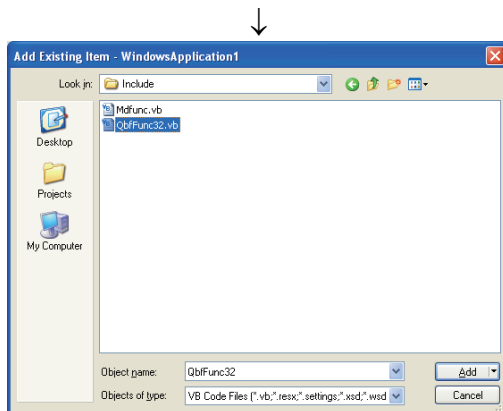 Add Existing Item - WindowsApplication1
Look in: Include
Mdfunc.vb
QbfFunc32.vb
Desktop
Projects
My Computer
Object name: QbfFunc32 Add
Objects of type: VB Code Files (*.vb;*.resx;*.settings;*.xsd;*.wsd Cancel